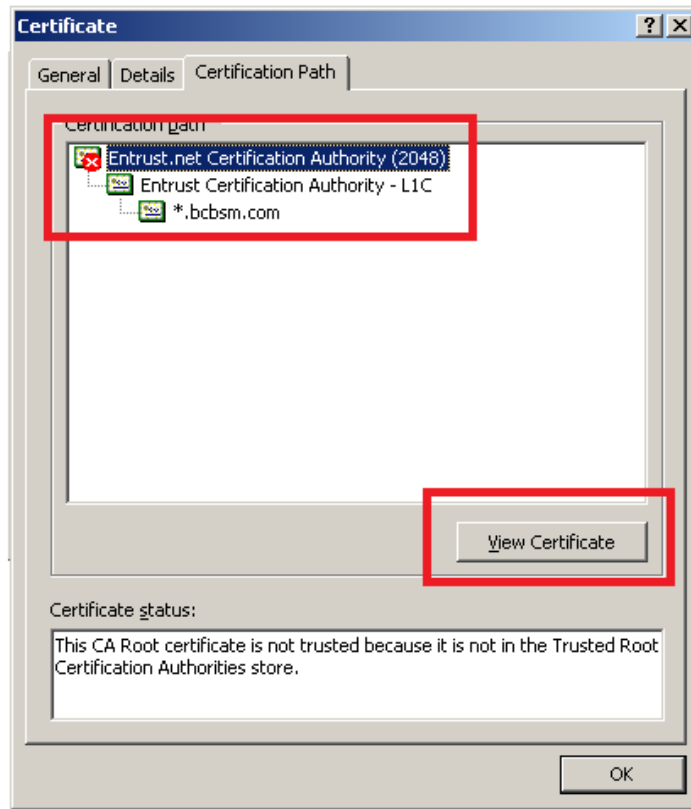 Certificate
General
Details
Certification Path
Certification path
Entrust.net Certification Authority (2048)
Entrust Certification Authority - L1C
*.bcbsm.com
View Certificate
Certificate status:
This CA Root certificate is not trusted because it is not in the Trusted Root
Certification Authorities store.
OK